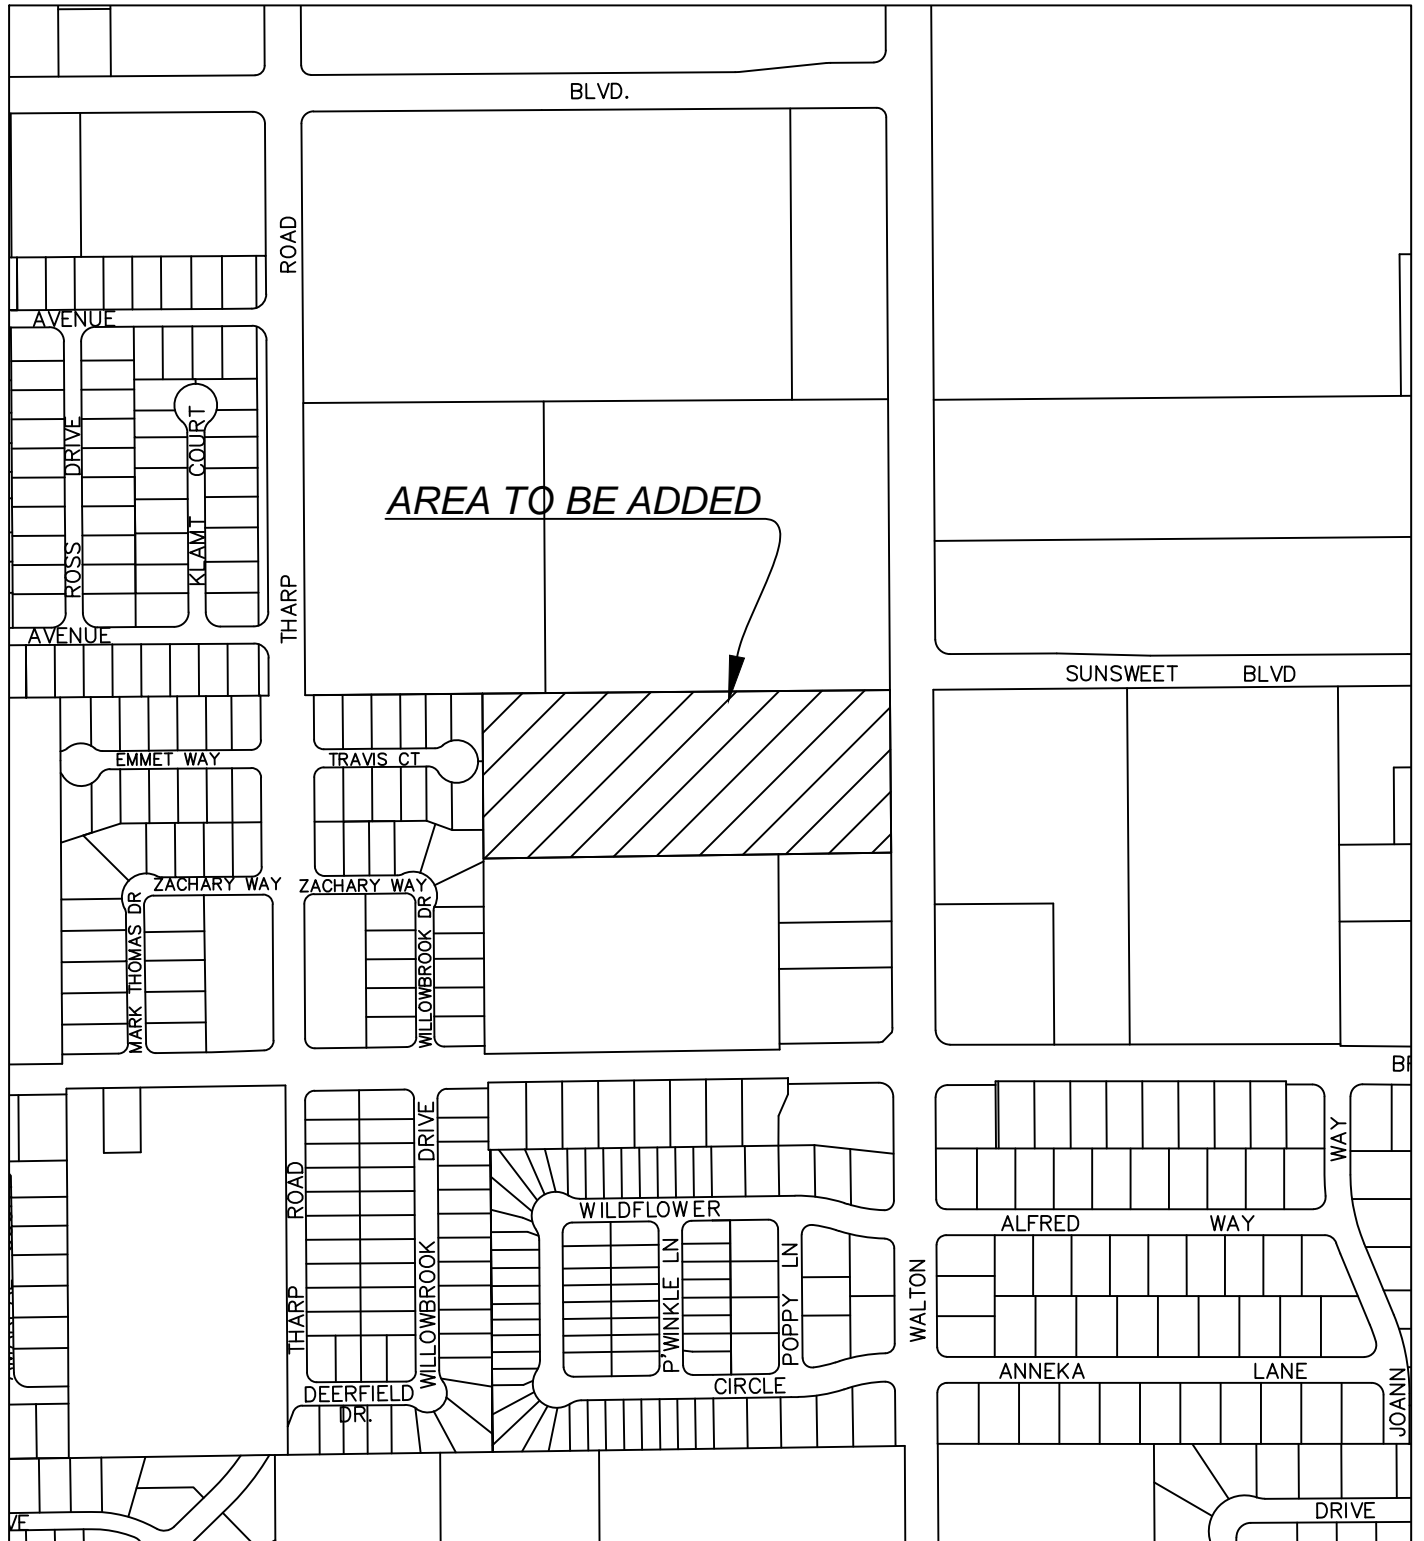 BLVD.
ROAD
AVENUE
ROSS DRIVE
KLAMT COURT
AREA TO BE ADDED
THARP
AVENUE
SUNSWEET BLVD
EMMET WAY
TRAVIS CT
ZACHARY WAY
ZACHARY WAY
MARK THOMAS DR
WILLOWBROOK DR
WILLOWBROOK DRIVE
THARP ROAD
WAY
WILDFLOWER
ALFRED WAY
P'WINKLE LN
POPPY LN
WALTON
CIRCLE
ANNEKA LANE
DEERFIELD
DR.
JOANN
DRIVE